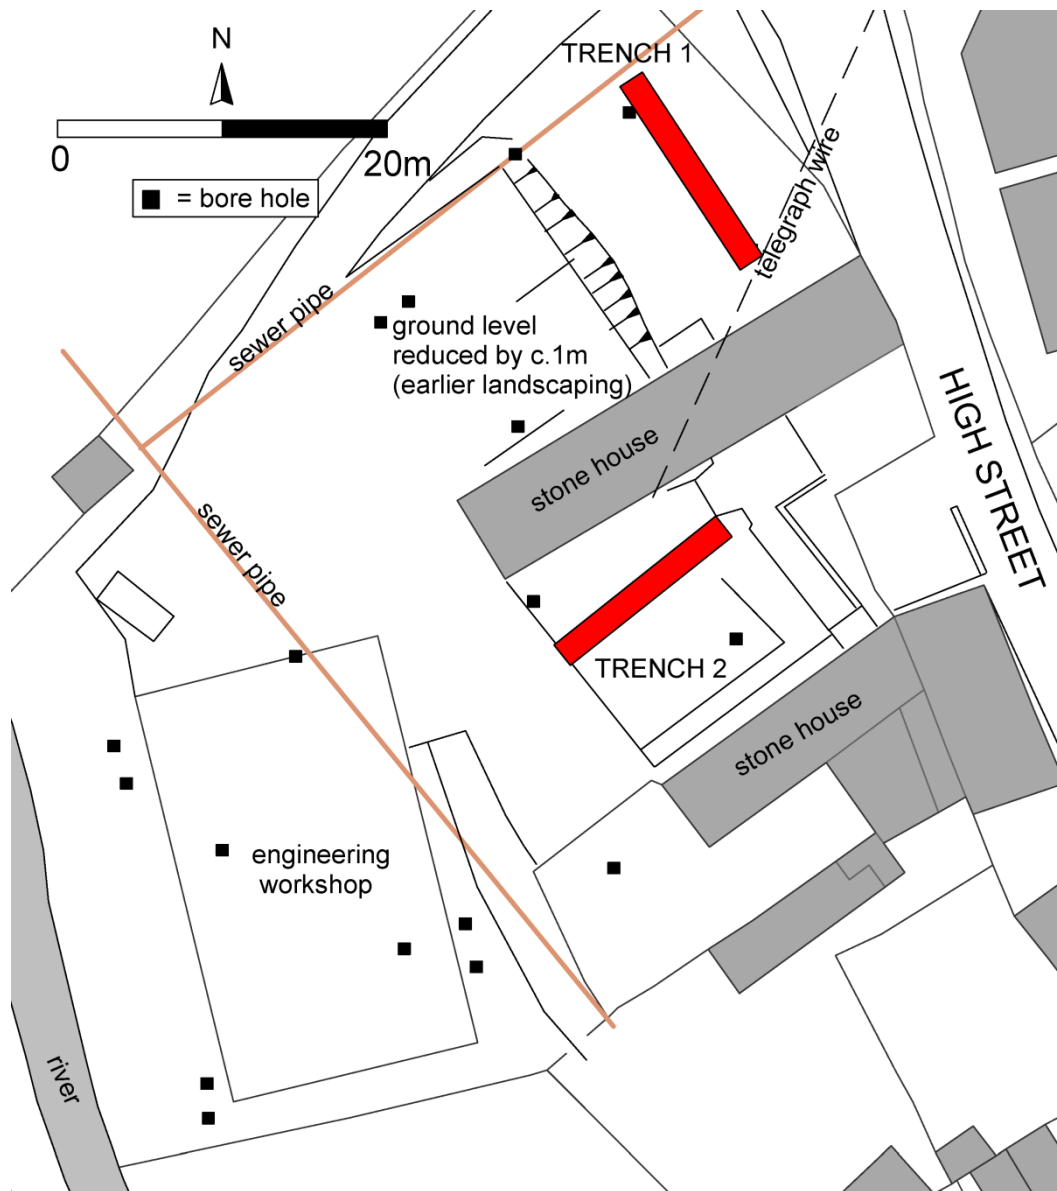 N
TRENCH 1
0
20m
= bore hole
telegraph wire
sewer pipe
ground level
reduced by c.1m
(earlier landscaping)
HIGH STREET
stone house
sewer pipe
TRENCH 2
stone house
engineering
workshop
river